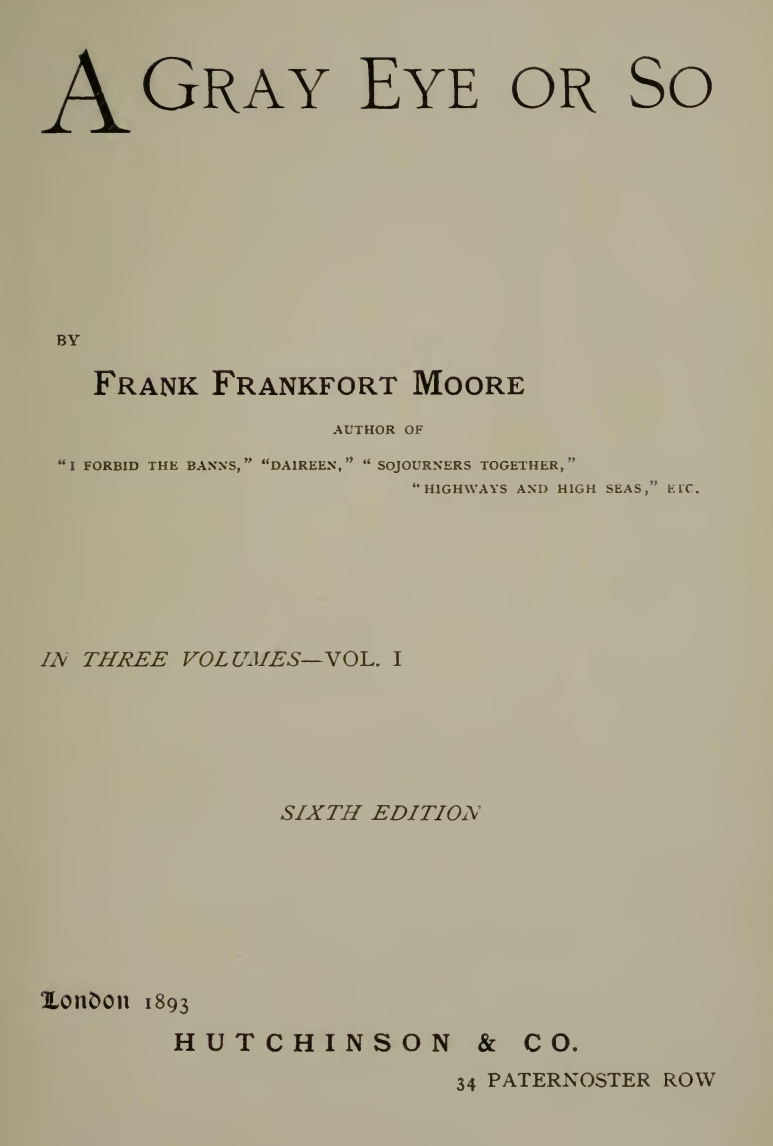 A GRAY EYE OR SO
BY
FRANK FRANKFORT MOORE
AUTHOR OF
“I FORBID THE BANNS,” “DAIREEN,” “ SOJOURNERS TOGETHER,”
“HIGHWAYS AND HIGH SEAS,” ETC.
IN THREE VOLUMES—VOL. I
SIXTH EDITION
London 1893
HUTCHINSON & CO.
34 PATERNOSTER ROW